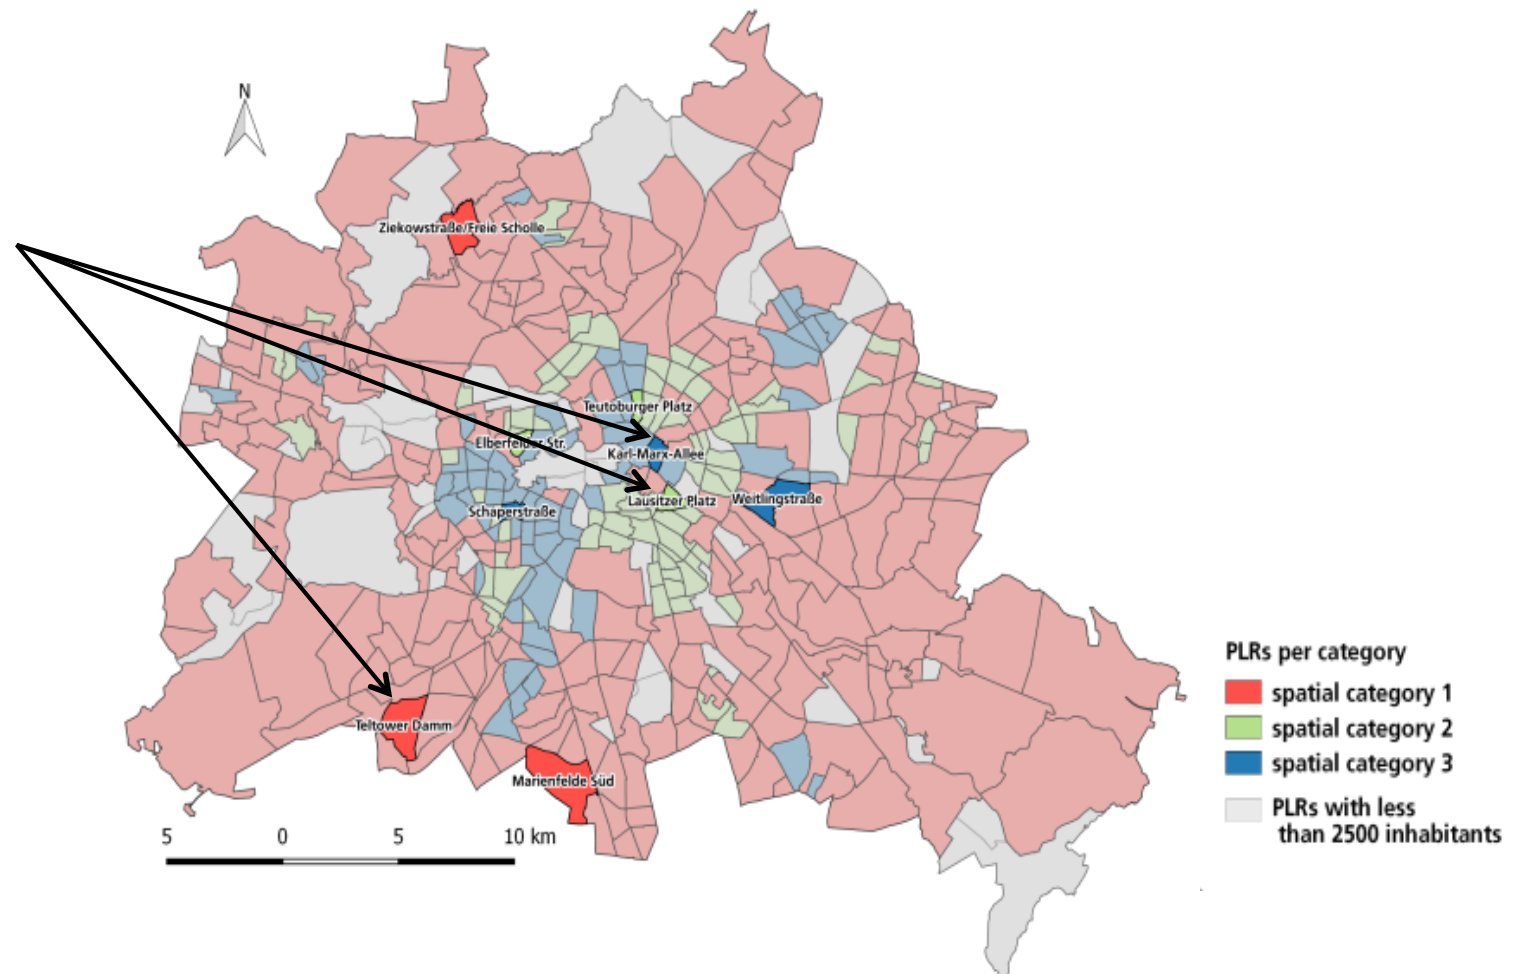 N
Ziekowstraße/Freie Scholle
Teutoburger Platz
Elberfelder Str.
Karl-Marx-Allee
Lausitzer Platz
Weitlingstraße
Schaperstraße
Teltower Damm
Marienfelde Süd
5 0 5 10 km
PLRs per category
spatial category 1
spatial category 2
spatial category 3
PLRs with less
than 2500 inhabitants